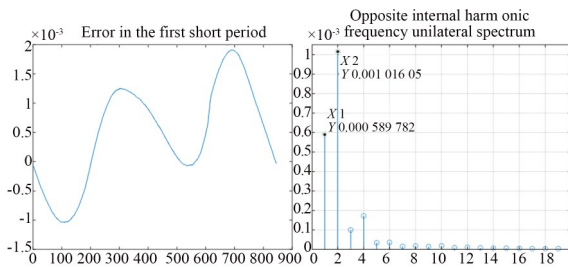 Error in the first short period
×10⁻³
2
1.5
1
0.5
0
-0.5
-1
-1.5
0 100 200 300 400 500 600 700 800 900
Opposite internal harm onic
frequency unilateral spectrum
×10⁻³
1
0.9
0.8
0.7
0.6
0.5
0.4
0.3
0.2
0.1
0
X 2
Y 0.001 016 05
X 1
Y 0.000 589 782
0 2 4 6 8 10 12 14 16 18